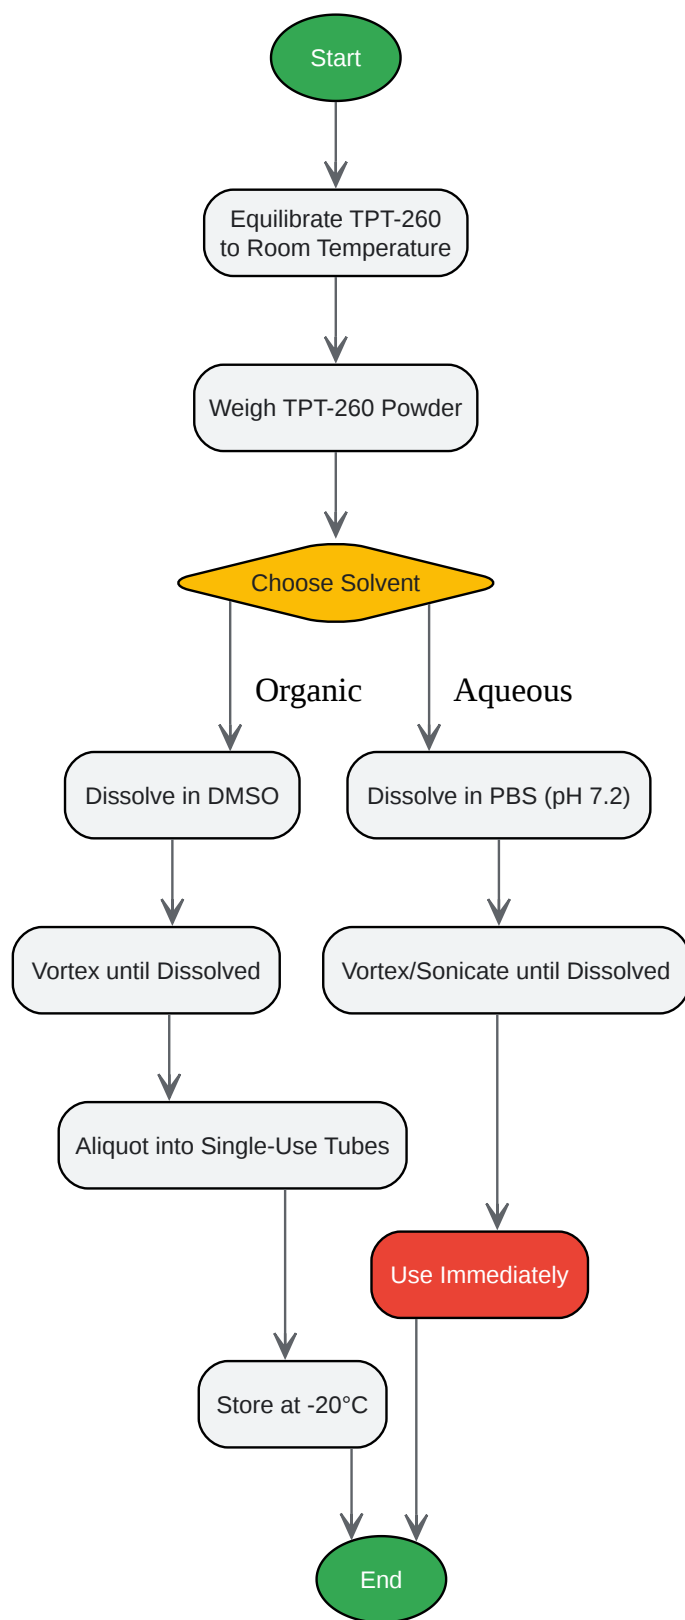 Start
Equilibrate TPT-260
to Room Temperature
Weigh TPT-260 Powder
Choose Solvent
Organic
Aqueous
Dissolve in DMSO
Dissolve in PBS (pH 7.2)
Vortex until Dissolved
Vortex/Sonicate until Dissolved
Aliquot into Single-Use Tubes
Use Immediately
Store at -20°C
End